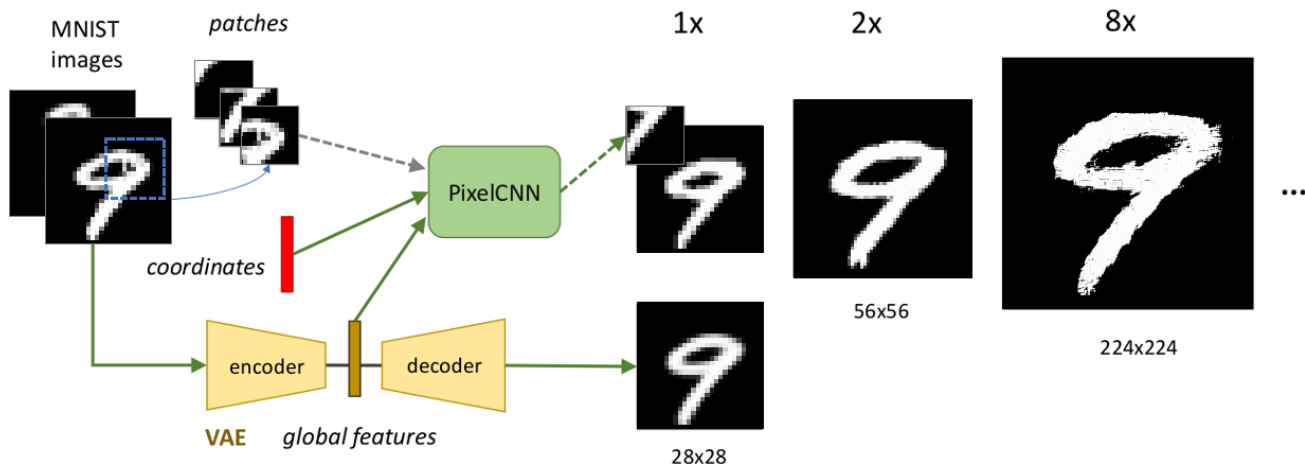 MNIST
images
patches
1x
2x
8x
PixelCNN
coordinates
...
encoder
decoder
VAE
global features
28x28
56x56
224x224